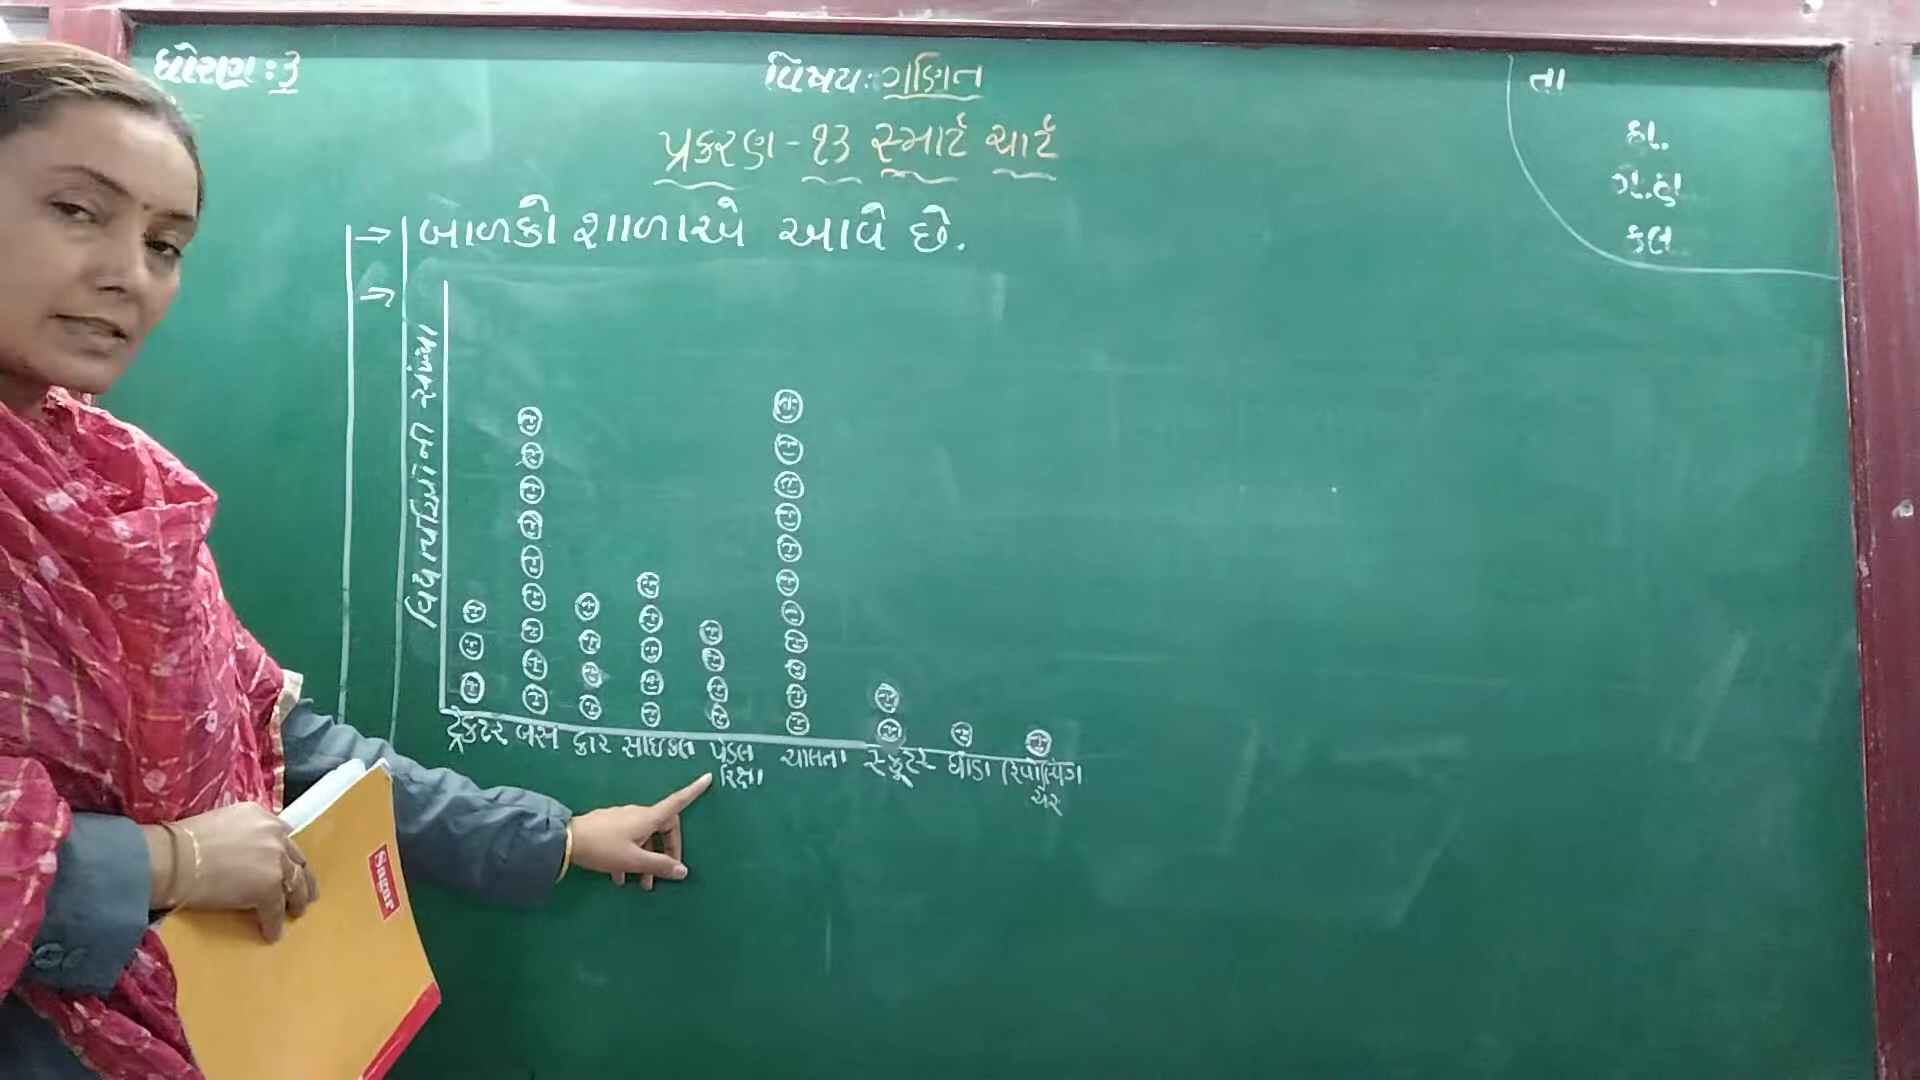 ધોરણ : ૩
વિષય : ગણિત
તા
પ્રકરણ - ૧૩ સ્માર્ટ ચાર્ટ
હા.
ગે.હા
કુલ
→ બાળકો શાળાએ આવે છે.
→
વિદ્યાર્થીઓની સંખ્યા
ટ્રેક્ટર બસ કાર સાઇકલ પેડલ રિક્ષા ચાલતા સ્કૂટર ઘોડા રિવોલ્વિંગ ચેર
Sagar